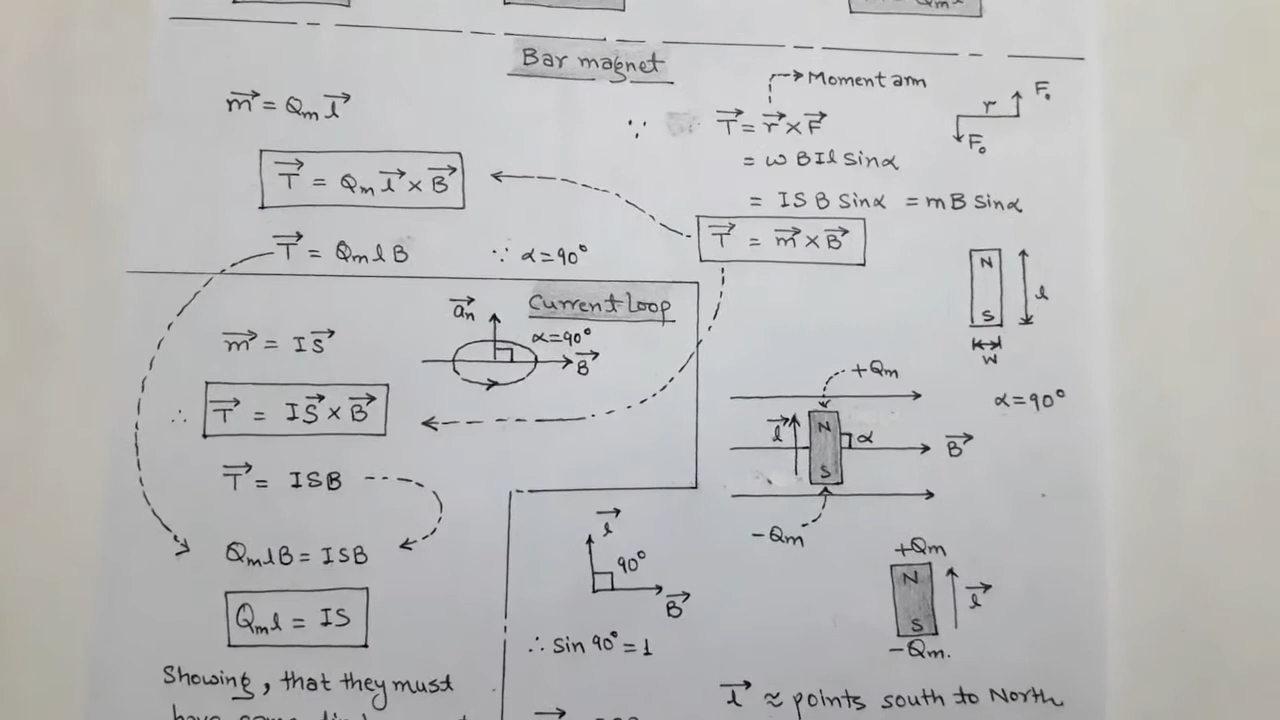 Bar magnet
m⃗ = Qm l⃗
T⃗ = Qm l⃗ × B⃗
T⃗ = Qm l B ∵ α = 90°
Moment arm
∵ T⃗ = r⃗ × F⃗
= w B I l Sinα
= I S B Sinα = m B Sinα
T⃗ = m⃗ × B⃗
r F₀
F₀
N
S
l
W
α = 90°
Current loop
a⃗n
α = 90°
B⃗
m⃗ = I S⃗
∴ T⃗ = I S⃗ × B⃗
T⃗ = I S B
Qm l B = I S B
Qm l = I S
Showing, that they must
l⃗
90°
B⃗
∴ Sin 90° = 1
+Qm
l⃗ N α B⃗
S
-Qm
+Qm
N
l⃗
S
-Qm.
l⃗ ≈ points south to North